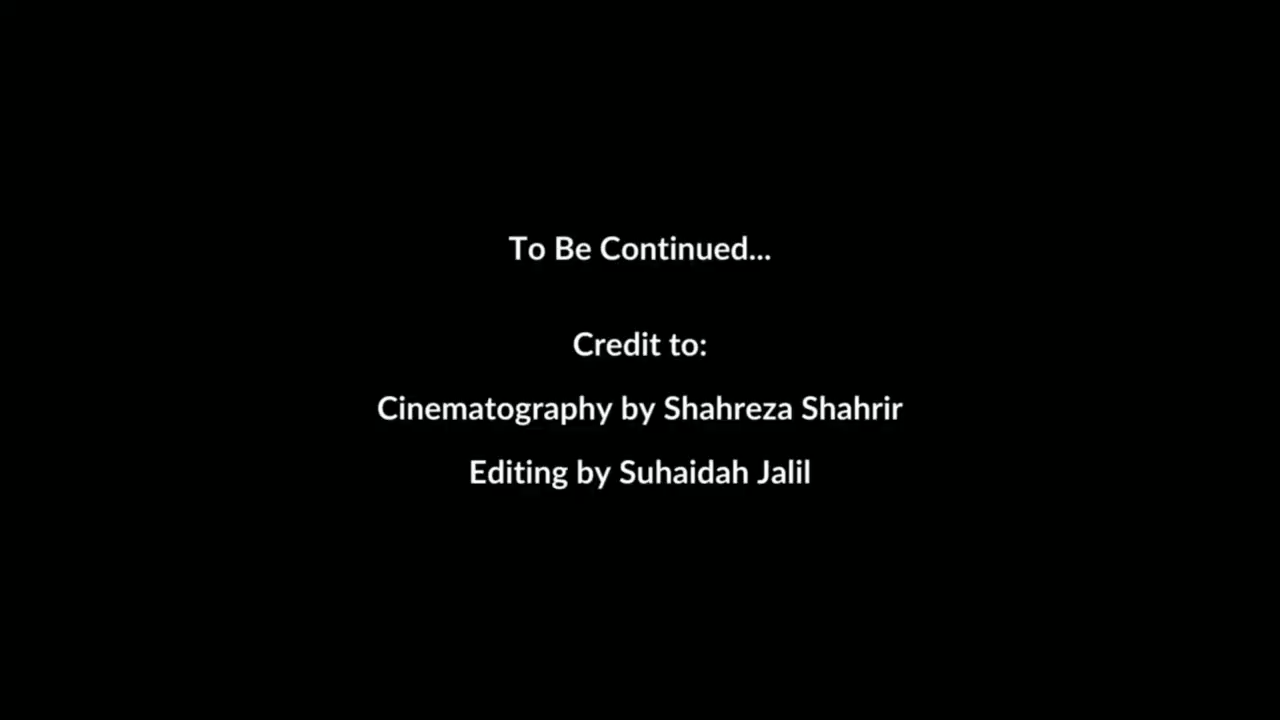 To Be Continued...
Credit to:
Cinematography by Shahreza Shahrir
Editing by Suhaidah Jalil